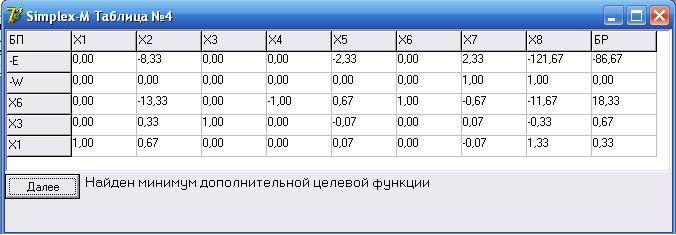 Simplex-M Таблица №4
БП X1 X2 X3 X4 X5 X6 X7 X8 БР
-E 0,00 -8,33 0,00 0,00 -2,33 0,00 2,33 -121,67 -86,67
-W 0,00 0,00 0,00 0,00 0,00 0,00 1,00 1,00 0,00
X6 0,00 -13,33 0,00 -1,00 0,67 1,00 -0,67 -11,67 18,33
X3 0,00 0,33 1,00 0,00 -0,07 0,00 0,07 -0,33 0,67
X1 1,00 0,67 0,00 0,00 0,07 0,00 -0,07 1,33 0,33
Далее Найден минимум дополнительной целевой функции